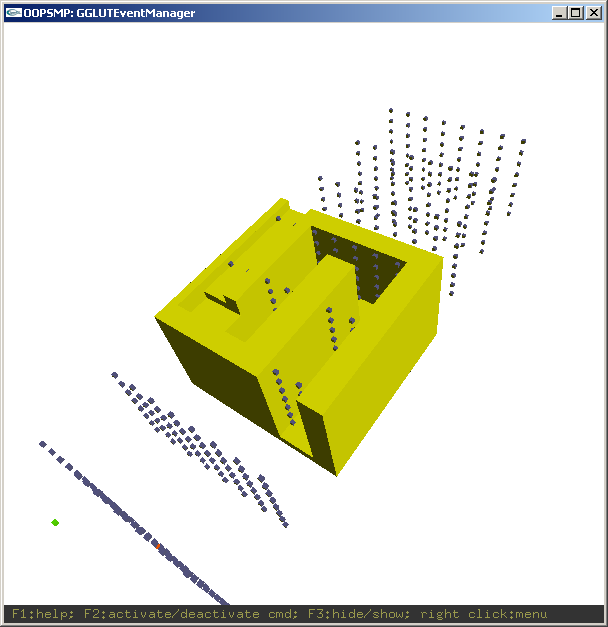 OOPSMP: GGLUTEventManager
F1:help; F2:activate/deactivate cmd; F3:hide/show; right click:menu